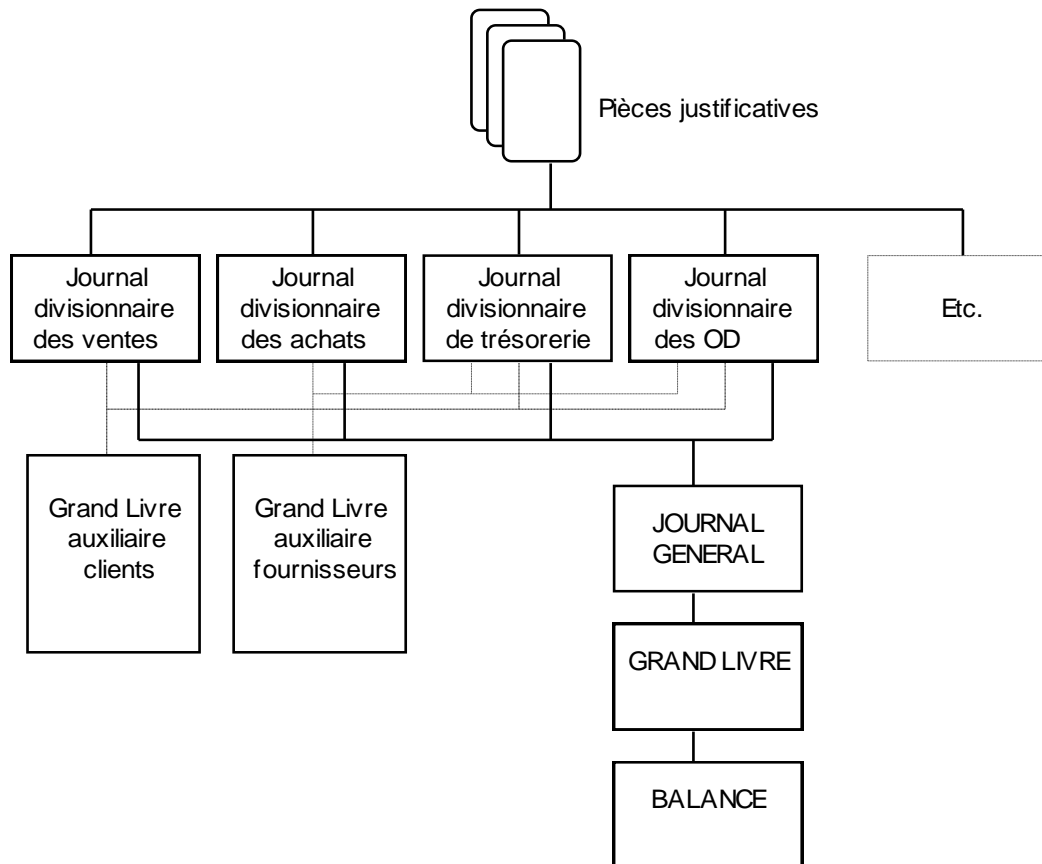 Pièces justificatives
Journal
divisionnaire
des ventes
Journal
divisionnaire
des achats
Journal
divisionnaire
de trésorerie
Journal
divisionnaire
des OD
Etc.
Grand Livre
auxiliaire
clients
Grand Livre
auxiliaire
fournisseurs
JOURNAL
GENERAL
GRAND LIVRE
BALANCE